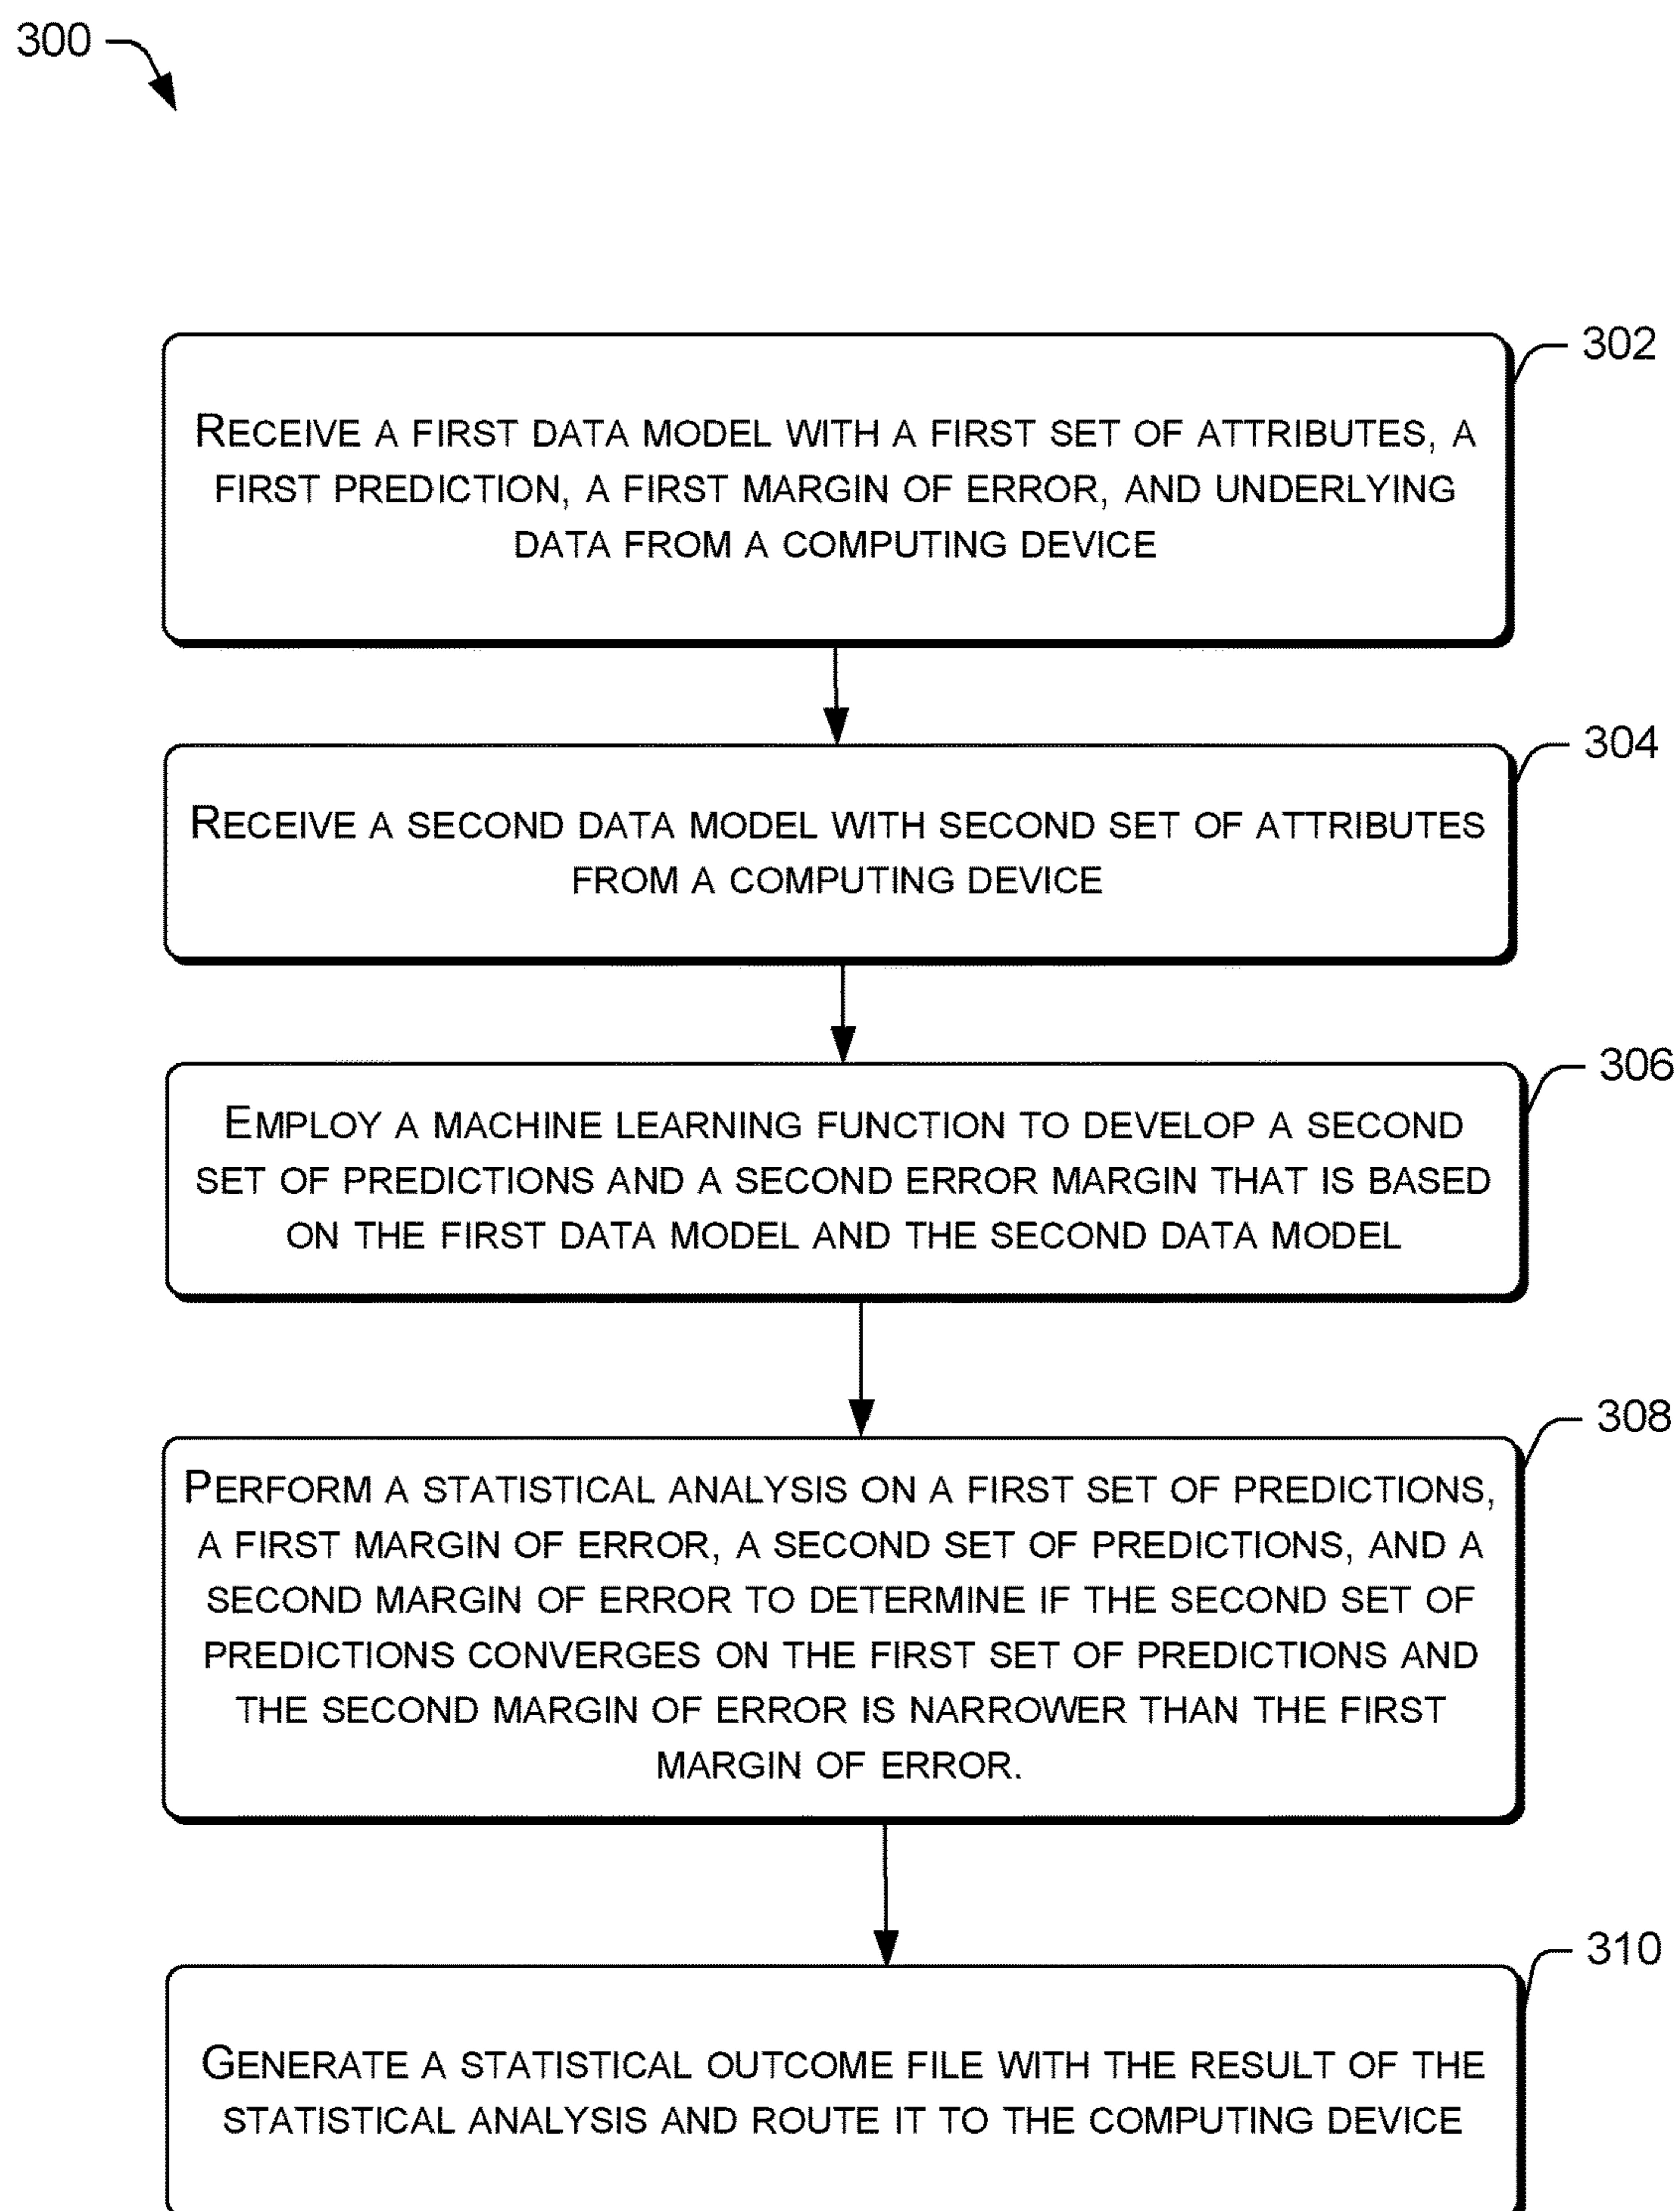 300
302
RECEIVE A FIRST DATA MODEL WITH A FIRST SET OF ATTRIBUTES, A
FIRST PREDICTION, A FIRST MARGIN OF ERROR, AND UNDERLYING
DATA FROM A COMPUTING DEVICE
304
RECEIVE A SECOND DATA MODEL WITH SECOND SET OF ATTRIBUTES
FROM A COMPUTING DEVICE
306
EMPLOY A MACHINE LEARNING FUNCTION TO DEVELOP A SECOND
SET OF PREDICTIONS AND A SECOND ERROR MARGIN THAT IS BASED
ON THE FIRST DATA MODEL AND THE SECOND DATA MODEL
308
PERFORM A STATISTICAL ANALYSIS ON A FIRST SET OF PREDICTIONS,
A FIRST MARGIN OF ERROR, A SECOND SET OF PREDICTIONS, AND A
SECOND MARGIN OF ERROR TO DETERMINE IF THE SECOND SET OF
PREDICTIONS CONVERGES ON THE FIRST SET OF PREDICTIONS AND
THE SECOND MARGIN OF ERROR IS NARROWER THAN THE FIRST
MARGIN OF ERROR.
310
GENERATE A STATISTICAL OUTCOME FILE WITH THE RESULT OF THE
STATISTICAL ANALYSIS AND ROUTE IT TO THE COMPUTING DEVICE